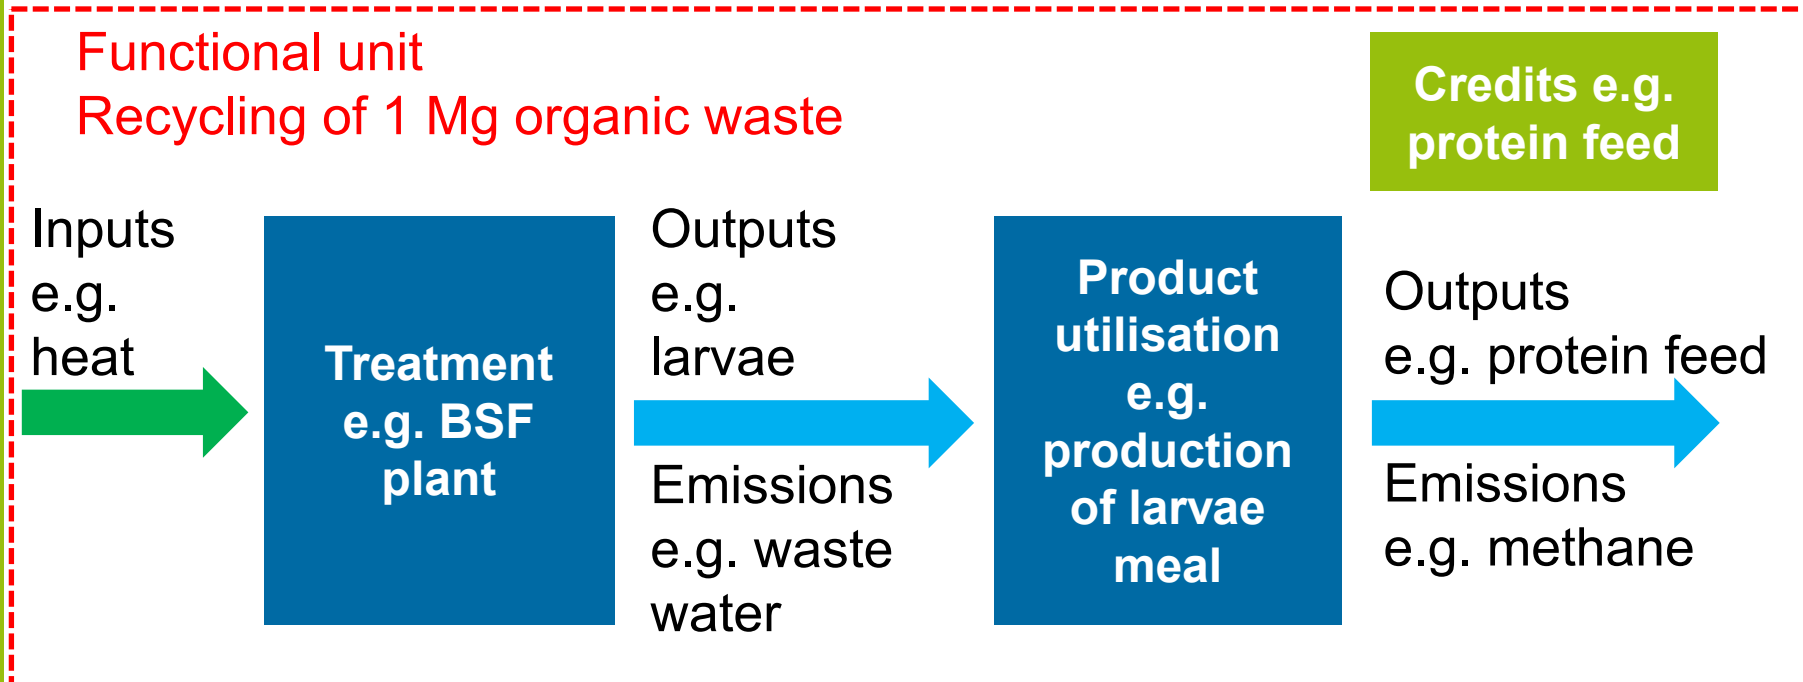 Functional unit
Recycling of 1 Mg organic waste
Credits e.g.
protein feed
Inputs
e.g.
heat
Treatment
e.g. BSF
plant
Outputs
e.g.
larvae
Emissions
e.g. waste
water
Product
utilisation
e.g.
production
of larvae
meal
Outputs
e.g. protein feed
Emissions
e.g. methane